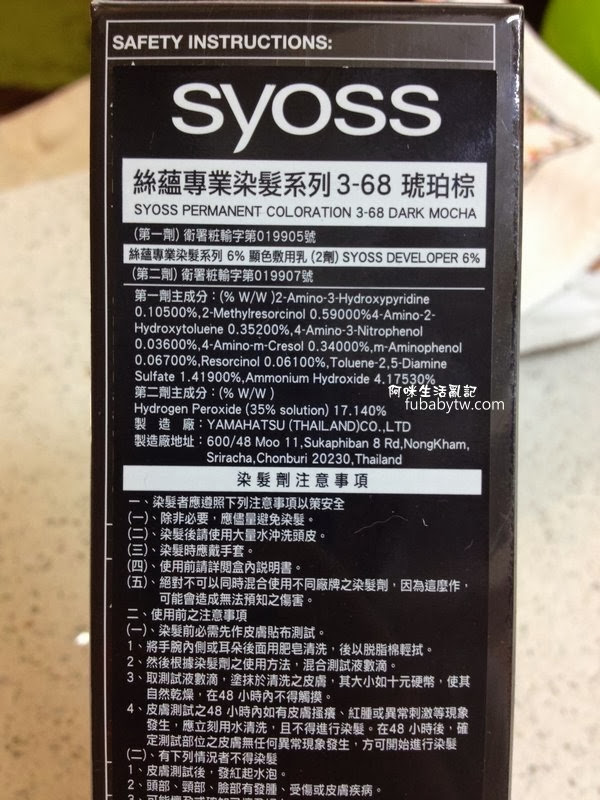 SAFETY INSTRUCTIONS:
syoss
絲蘊專業染髮系列 3-68 琥珀棕
SYOSS PERMANENT COLORATION 3-68 DARK MOCHA
(第一劑) 衛署粧輸字第019905號
絲蘊專業染髮系列 6% 顯色敷用乳 (2劑) SYOSS DEVELOPER 6%
(第二劑) 衛署粧輸字第019907號
第一劑主成分：(% W/W )2-Amino-3-Hydroxypyridine
0.10500%,2-Methylresorcinol 0.59000%4-Amino-2-
Hydroxytoluene 0.35200%,4-Amino-3-Nitrophenol
0.03600%,4-Amino-m-Cresol 0.34000%,m-Aminophenol
0.06700%,Resorcinol 0.06100%,Toluene-2,5-Diamine
Sulfate 1.41900%,Ammonium Hydroxide 4.17530%
第二劑主成分：(% W/W )
Hydrogen Peroxide (35% solution) 17.140%
阿咪生活亂記
fubabytw.com
製 造 廠：YAMAHATSU (THAILAND)CO.,LTD
製造廠地址：600/48 Moo 11,Sukaphiban 8 Rd,NongKham,
Sriracha,Chonburi 20230,Thailand
染髮劑注意事項
一、染髮者應遵照下列注意事項以策安全
(一)、除非必要，應儘量避免染髮。
(二)、染髮後請使用大量水沖洗頭皮。
(三)、染髮時應戴手套。
(四)、使用前請詳閱盒內說明書。
(五)、絕對不可以同時混合使用不同廠牌之染髮劑，因為這麼作，
可能會造成無法預知之傷害。
二、使用前之注意事項
(一)、染髮前必需先作皮膚貼布測試。
1、將手腕內側或耳朵後面用肥皂清洗，後以脫脂棉輕拭。
2、然後根據染髮劑之使用方法，混合測試液數滴。
3、取測試液數滴，塗抹於清洗之皮膚，其大小如十元硬幣，使其
自然乾燥，在48 小時內不得觸摸。
4、皮膚測試之48 小時內如有皮膚搔癢、紅腫或異常刺激等現象
發生，應立刻用水清洗，且不得進行染髮。在48 小時後，確
定測試部位之皮膚無任何異常現象發生，方可開始進行染髮
(二)、有下列情況者不得染髮
1、皮膚測試後，發紅起水泡。
2、頭部、頸部、臉部有發腫、受傷或皮膚疾病。